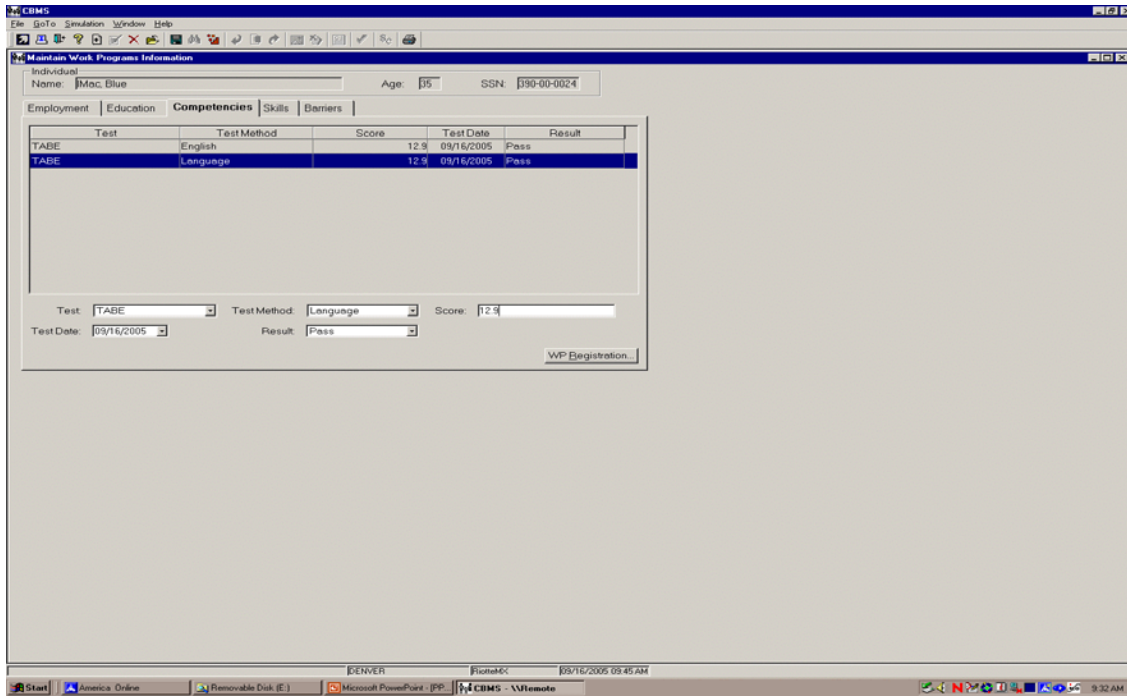 CBMS
File GoTo Simulation Window Help
Maintain Work Programs Information
Individual
Name: IMac, Blue Age: 35 SSN: 390-00-0024
Employment Education Competencies Skills Barriers
Test Test Method Score Test Date Result
TABE English 12.9 09/16/2005 Pass
TABE Language 12.9 09/16/2005 Pass
Test: TABE Test Method: Language Score: 12.9
Test Date: 09/16/2005 Result: Pass
WP Registration...
DENVER RiotteMX 09/16/2005 09:45 AM
Start America Online Removable Disk (E:) Microsoft PowerPoint - [PP... CBMS - \\Remote 9:32 AM